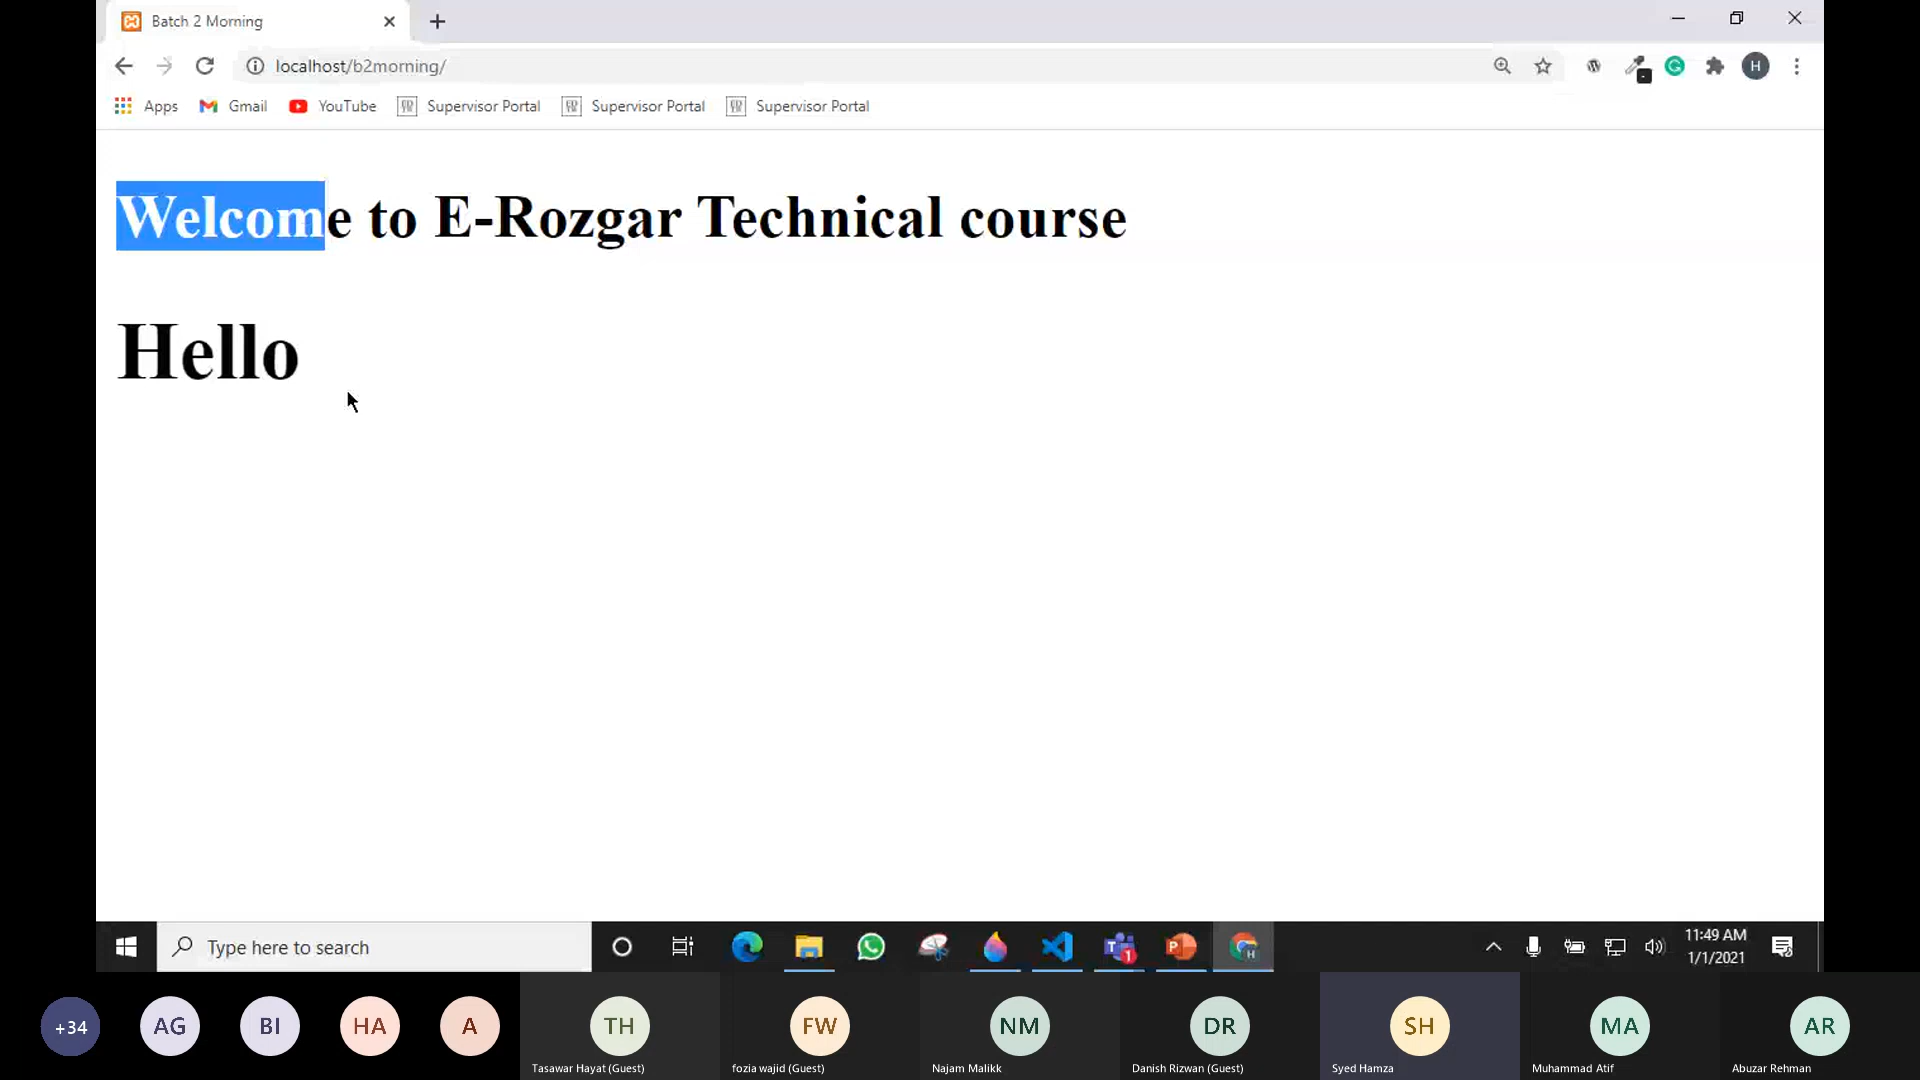 Batch 2 Morning
localhost/b2morning/
H
Apps Gmail YouTube Supervisor Portal Supervisor Portal Supervisor Portal
Welcome to E-Rozgar Technical course
Hello
Type here to search
1
H
11:49 AM
1/1/2021
+34 AG BI HA A TH FW NM DR SH MA AR
Tasawar Hayat (Guest) fozia wajid (Guest) Najam Malikk Danish Rizwan (Guest) Syed Hamza Muhammad Atif Abuzar Rehman